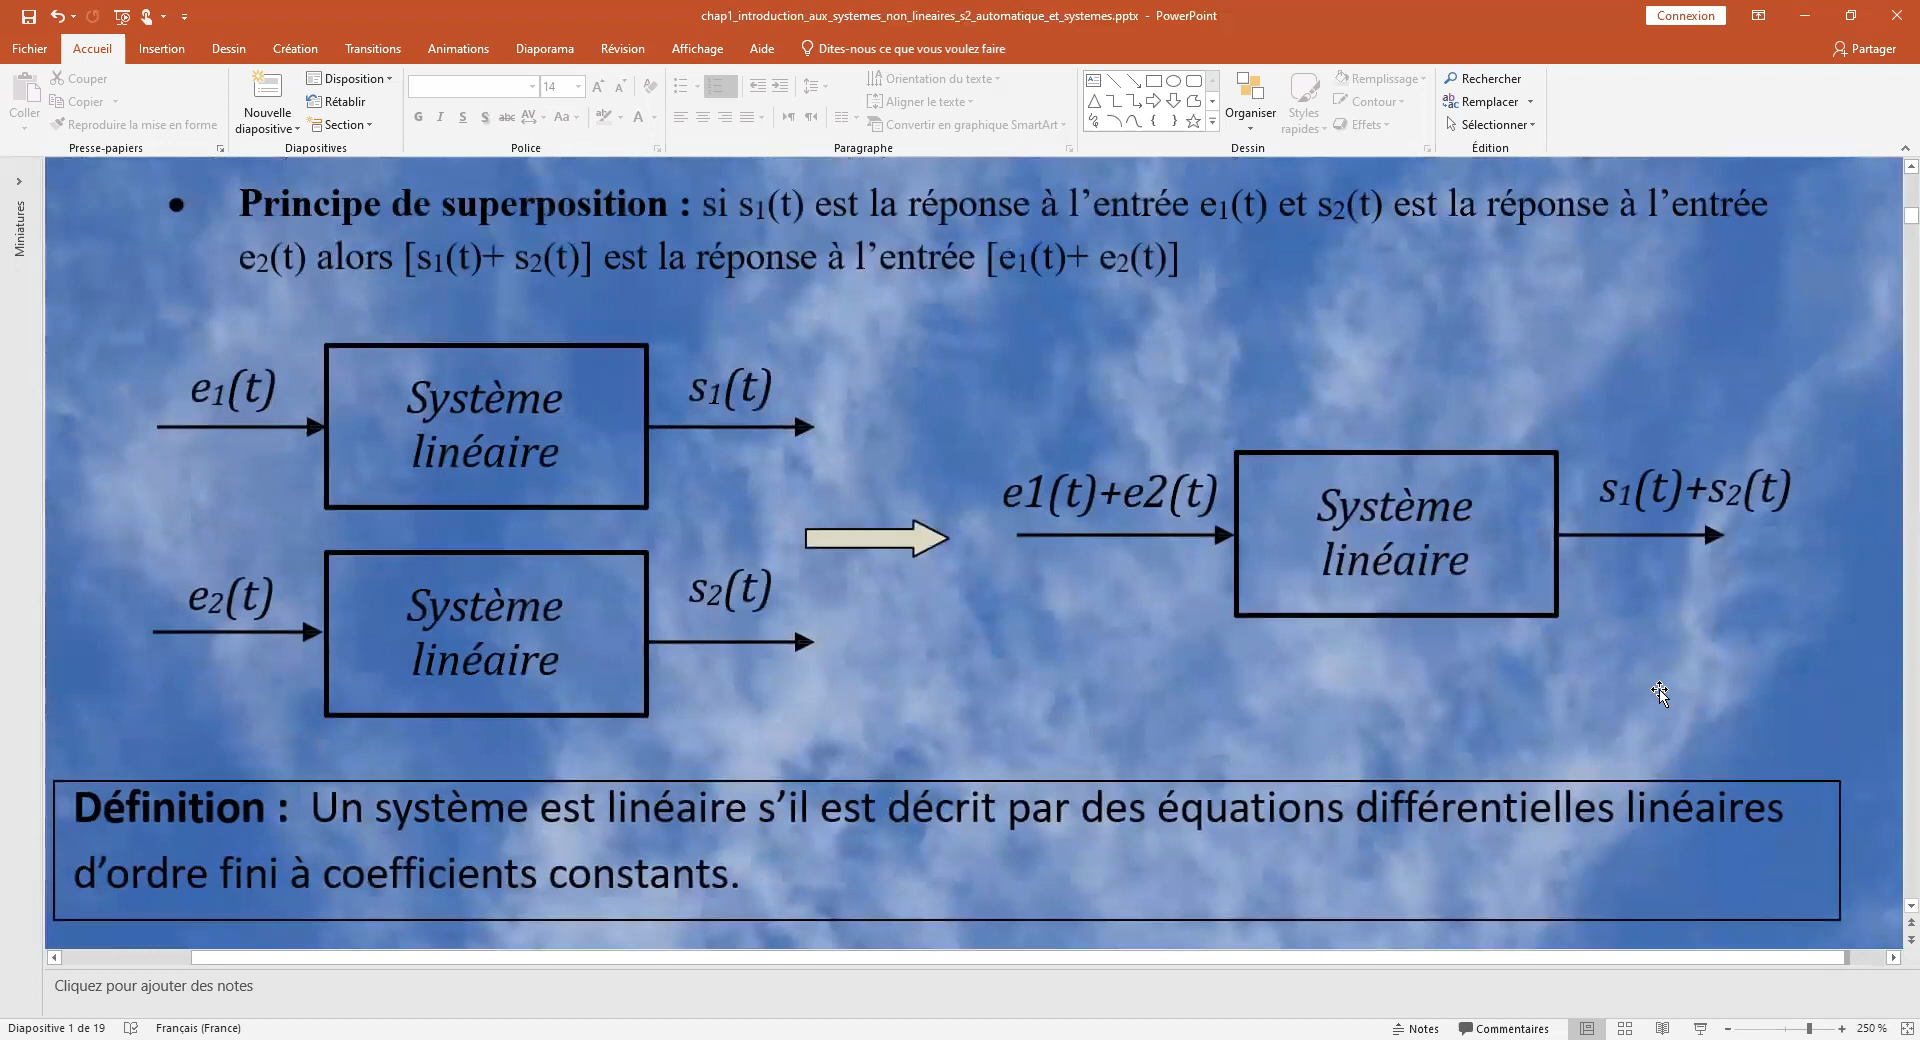 chap1_introduction_aux_systemes_non_lineaires_s2_automatique_et_systemes.pptx - PowerPoint
Connexion
Fichier Accueil Insertion Dessin Création Transitions Animations Diaporama Révision Affichage Aide Dites-nous ce que vous voulez faire Partager
Coller
Couper
Copier
Reproduire la mise en forme
Presse-papiers
Nouvelle
diapositive
Disposition
Rétablir
Section
Diapositives
14
G I S S abc AV Aa A
Police
Orientation du texte
Aligner le texte
Convertir en graphique SmartArt
Paragraphe
Organiser
Styles
rapides
Remplissage
Contour
Effets
Dessin
Rechercher
Remplacer
Sélectionner
Édition
Miniatures
• Principe de superposition : si s1(t) est la réponse à l’entrée e1(t) et s2(t) est la réponse à l’entrée
e2(t) alors [s1(t)+ s2(t)] est la réponse à l’entrée [e1(t)+ e2(t)]
e1(t)
Système
linéaire
s1(t)
e2(t)
Système
linéaire
s2(t)
e1(t)+e2(t)
Système
linéaire
s1(t)+s2(t)
Définition : Un système est linéaire s’il est décrit par des équations différentielles linéaires
d’ordre fini à coefficients constants.
Cliquez pour ajouter des notes
Diapositive 1 de 19 Français (France) Notes Commentaires 250 %